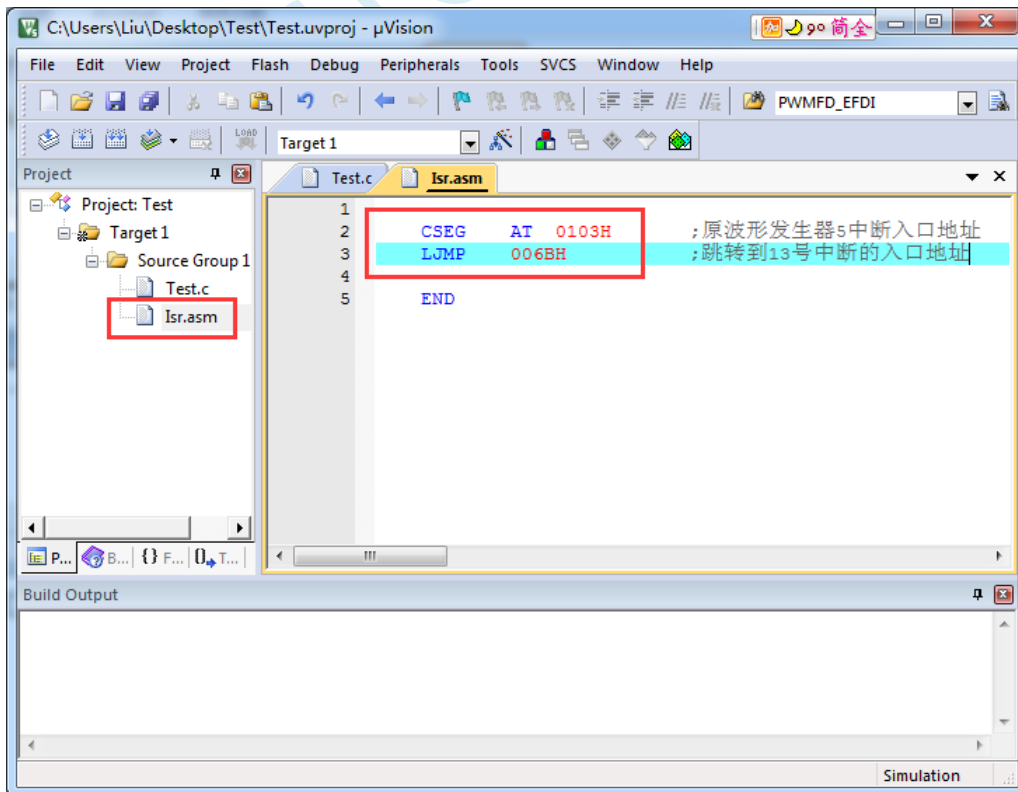 C:\Users\Liu\Desktop\Test\Test.uvproj - µVision
简全
File Edit View Project Flash Debug Peripherals Tools SVCS Window Help
PWMFD_EFDI
LOAD
Target 1
Project
Test.c Isr.asm
Project: Test
Target 1
Source Group 1
Test.c
Isr.asm
1
2 CSEG AT 0103H ;原波形发生器5中断入口地址
3 LJMP 006BH ;跳转到13号中断的入口地址
4
5 END
P... B... {} F... 0 T...
Build Output
Simulation